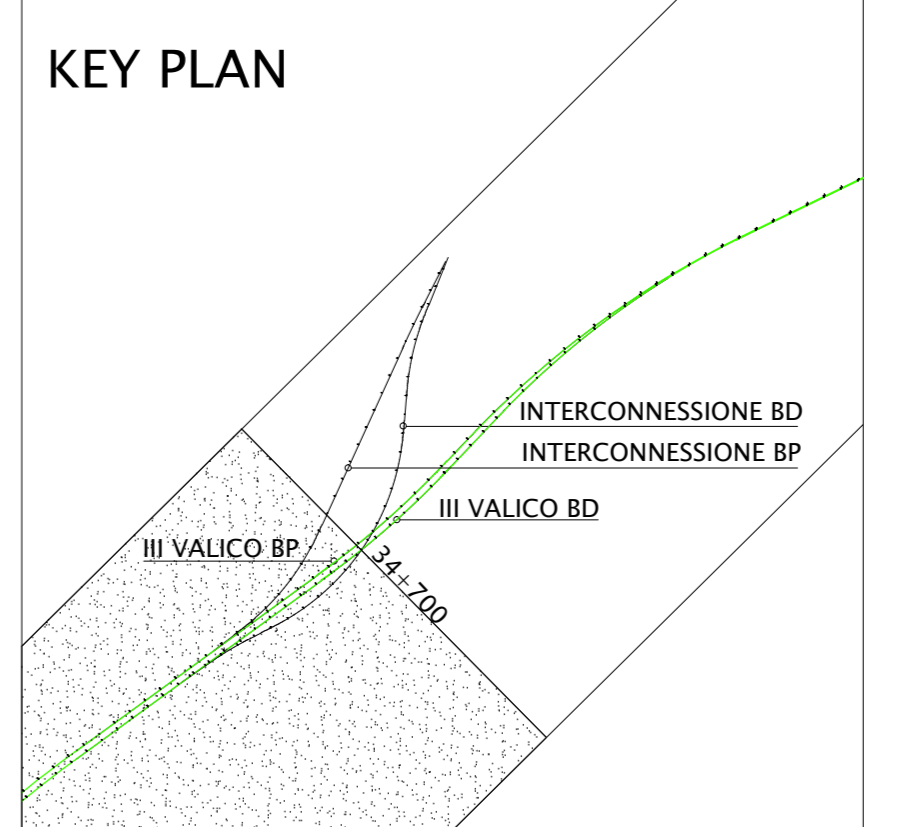 KEY PLAN
INTERCONNESSIONE BD
INTERCONNESSIONE BP
III VALICO BD
III VALICO BP
34+700